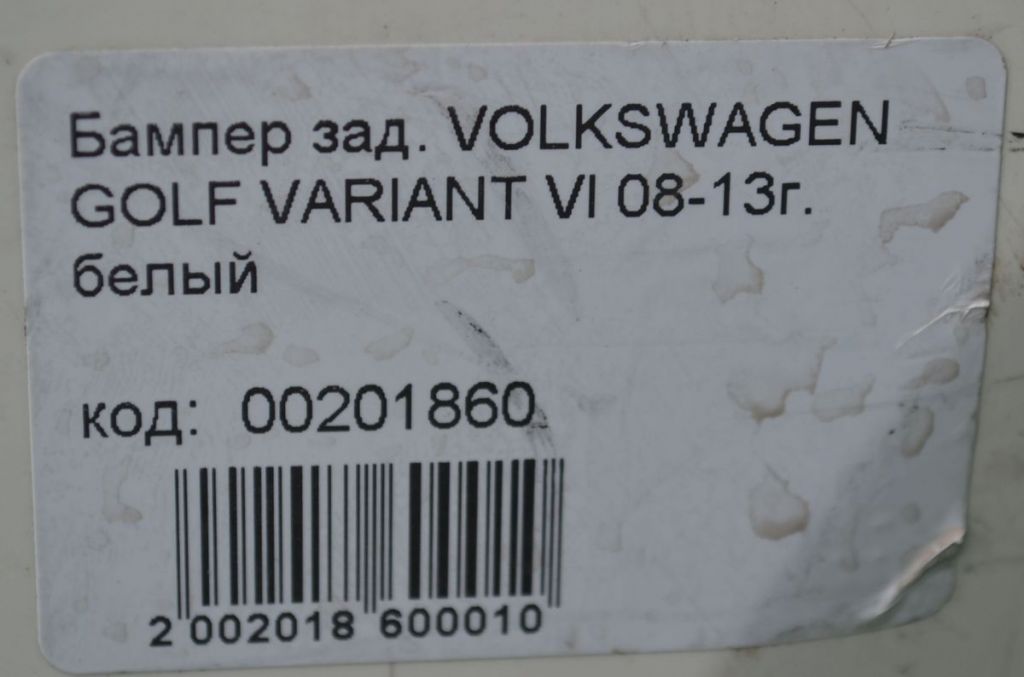 Бампер зад. VOLKSWAGEN
GOLF VARIANT VI 08-13г.
белый
код: 00201860
2 002018 600010